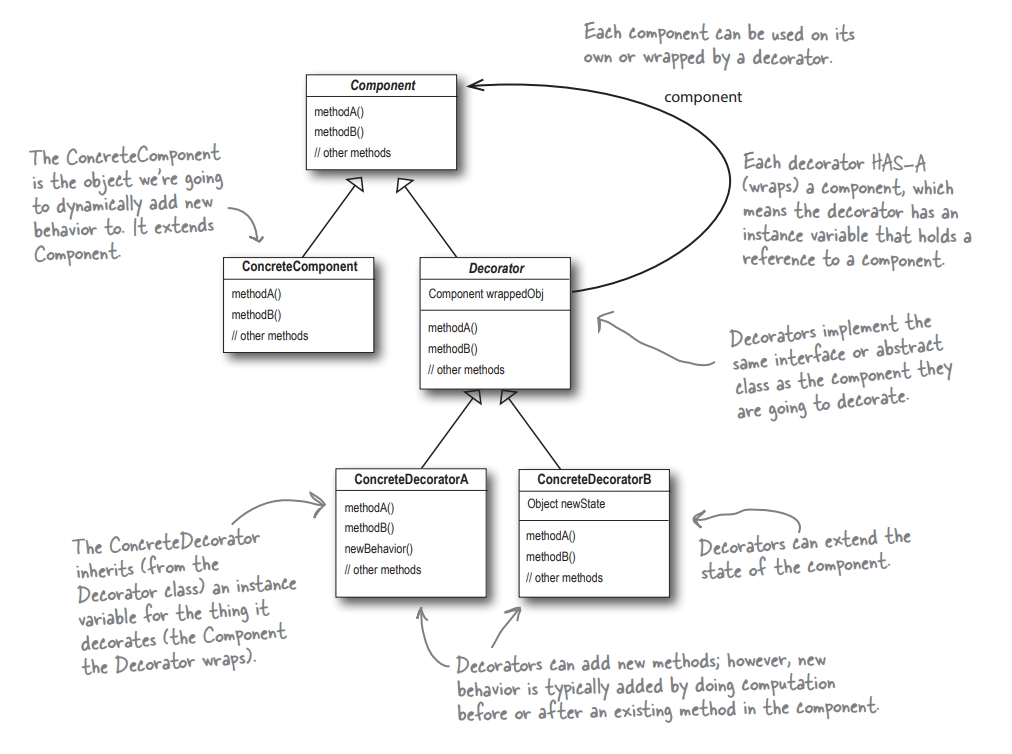 Each component can be used on its
own or wrapped by a decorator.
Component
methodA()
methodB()
// other methods
component
The ConcreteComponent
is the object we're going
to dynamically add new
behavior to. It extends
Component.
Each decorator HAS-A
(wraps) a component, which
means the decorator has an
instance variable that holds a
reference to a component.
ConcreteComponent
methodA()
methodB()
// other methods
Decorator
Component wrappedObj
methodA()
methodB()
// other methods
Decorators implement the
same interface or abstract
class as the component they
are going to decorate.
ConcreteDecoratorA
methodA()
methodB()
newBehavior()
// other methods
ConcreteDecoratorB
Object newState
methodA()
methodB()
// other methods
The ConcreteDecorator
inherits (from the
Decorator class) an instance
variable for the thing it
decorates (the Component
the Decorator wraps).
Decorators can extend the
state of the component.
Decorators can add new methods; however, new
behavior is typically added by doing computation
before or after an existing method in the component.